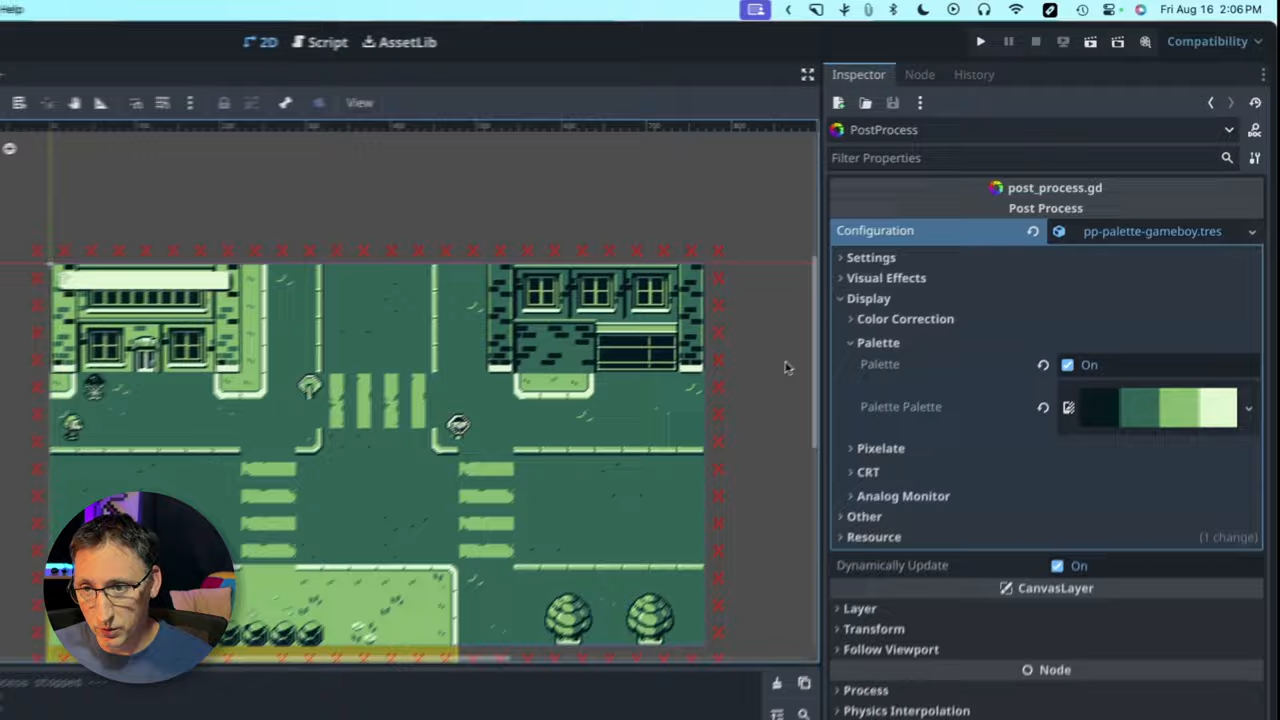 Help
Fri Aug 16 2:06 PM
2D Script AssetLib
Compatibility
Inspector Node History
View
PostProcess
Filter Properties
post_process.gd
Post Process
Configuration pp-palette-gameboy.tres
Settings
Visual Effects
Display
Color Correction
Palette
Palette On
Palette Palette
Pixelate
CRT
Analog Monitor
Other
Resource (1 change)
Dynamically Update On
CanvasLayer
Layer
Transform
Follow Viewport
Node
Process
Physics Interpolation
stopped ---